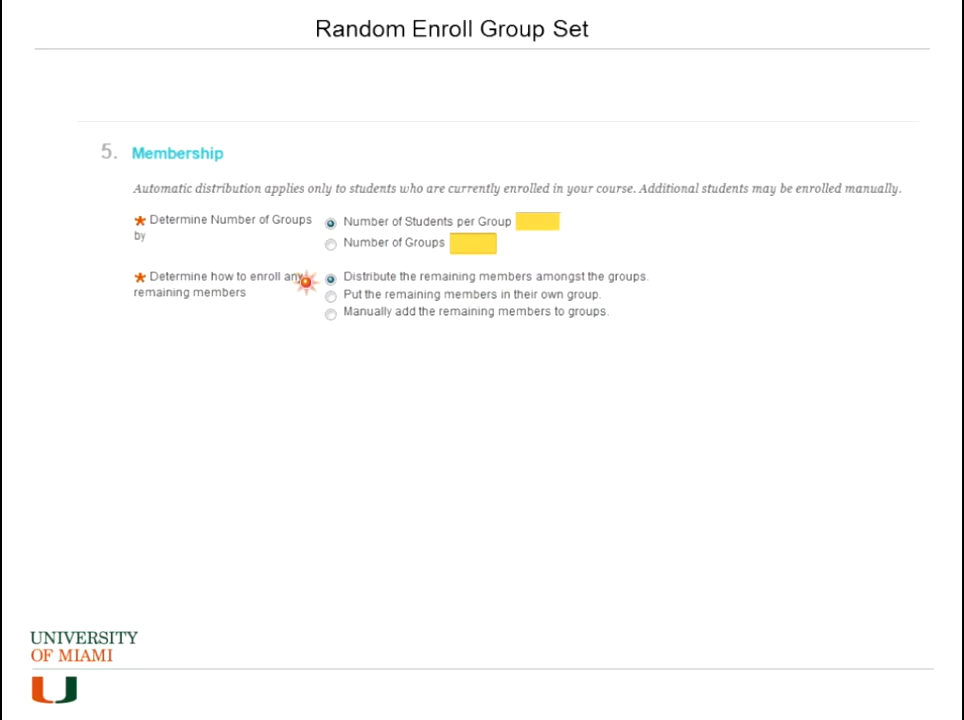 Random Enroll Group Set
5. Membership
Automatic distribution applies only to students who are currently enrolled in your course. Additional students may be enrolled manually.
Determine Number of Groups
by
Number of Students per Group
Number of Groups
Determine how to enroll any
remaining members
Distribute the remaining members amongst the groups.
Put the remaining members in their own group.
Manually add the remaining members to groups.
UNIVERSITY
OF MIAMI
U